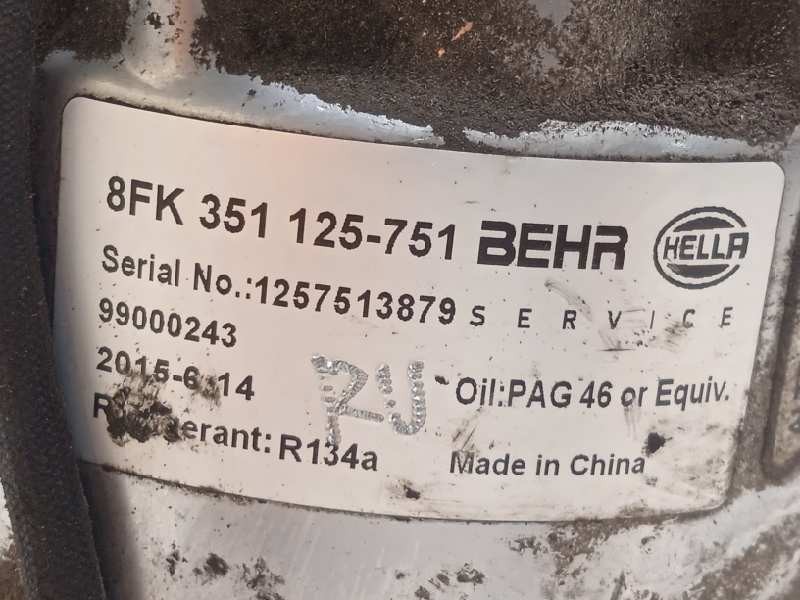 8FK 351 125-751 BEHR HELLA
Serial No.:1257513879 SERVICE
99000243
2015-6-14
Oil:PAG 46 or Equiv.
Refrigerant: R134a
Made in China